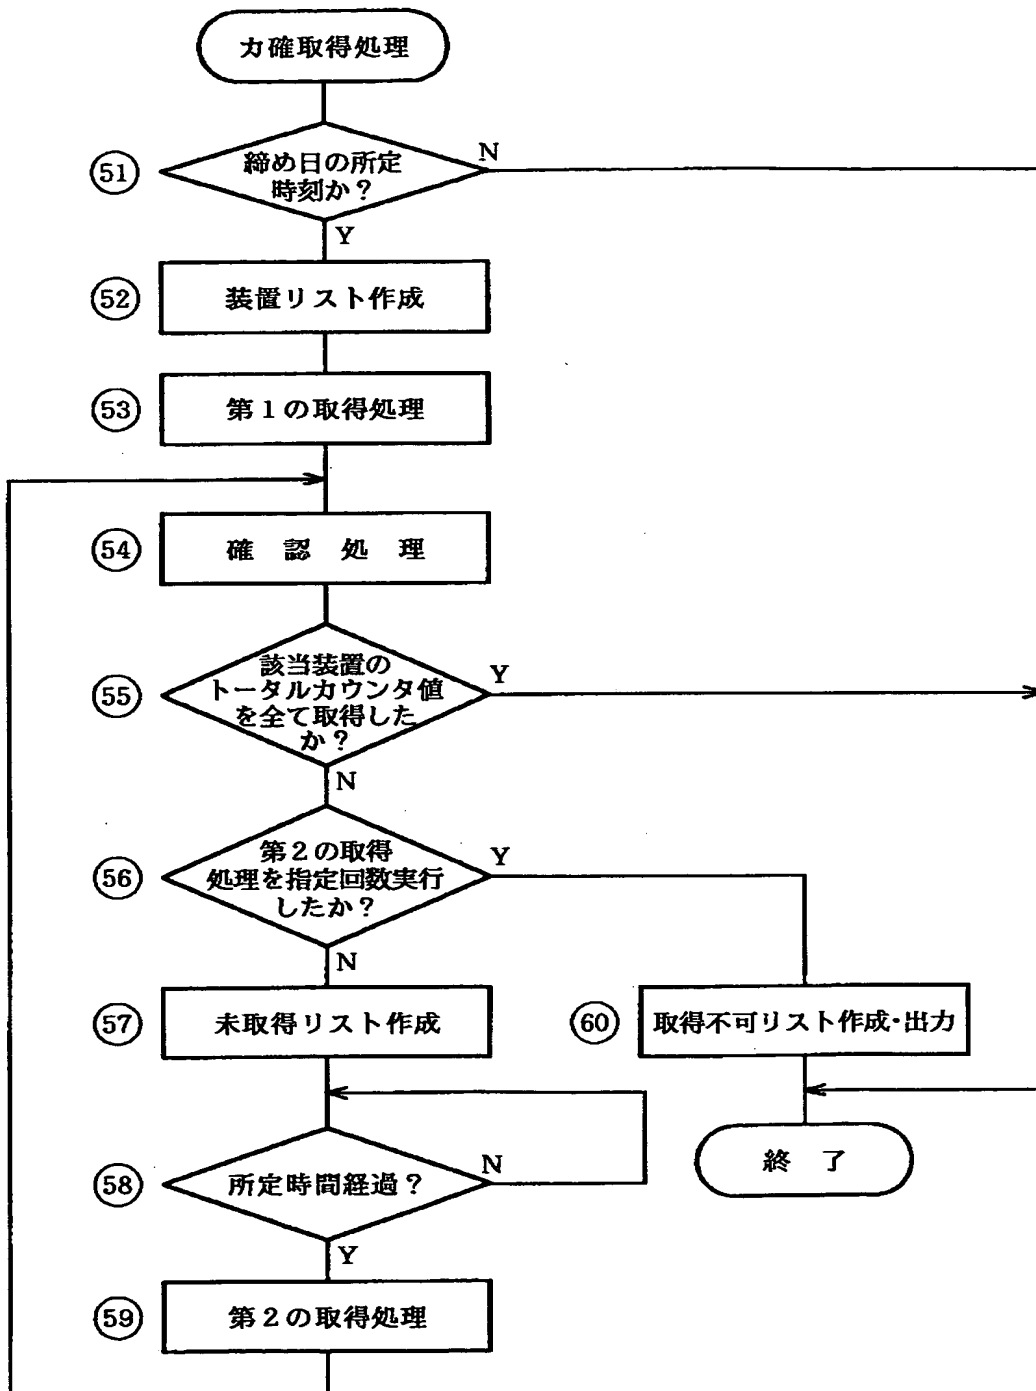 力確取得処理
51
締め日の所定
時刻か？
N
Y
52
装置リスト作成
53
第１の取得処理
54
確認処理
55
該当装置の
トータルカウンタ値
を全て取得した
か？
Y
N
56
第２の取得
処理を指定回数実行
したか？
Y
N
57
未取得リスト作成
60
取得不可リスト作成・出力
58
所定時間経過？
N
Y
終了
59
第２の取得処理